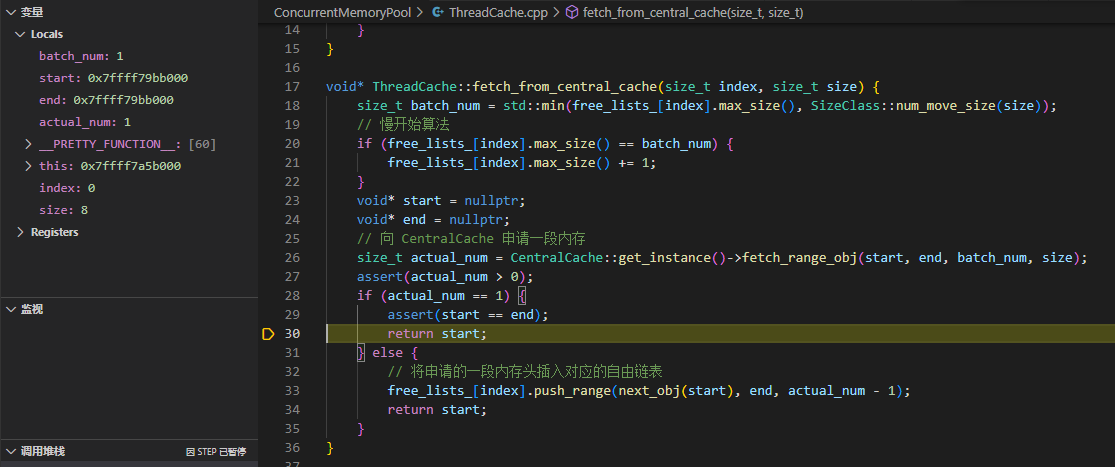 变量
Locals
batch_num: 1
start: 0x7ffff79bb000
end: 0x7ffff79bb000
actual_num: 1
__PRETTY_FUNCTION__: [60]
this: 0x7ffff7a5b000
index: 0
size: 8
Registers
监视
调用堆栈
因 STEP 已暂停
ConcurrentMemoryPool > ThreadCache.cpp > fetch_from_central_cache(size_t, size_t)
14 }
15 }
16
17 void* ThreadCache::fetch_from_central_cache(size_t index, size_t size) {
18 size_t batch_num = std::min(free_lists_[index].max_size(), SizeClass::num_move_size(size));
19 // 慢开始算法
20 if (free_lists_[index].max_size() == batch_num) {
21 free_lists_[index].max_size() += 1;
22 }
23 void* start = nullptr;
24 void* end = nullptr;
25 // 向 CentralCache 申请一段内存
26 size_t actual_num = CentralCache::get_instance()->fetch_range_obj(start, end, batch_num, size);
27 assert(actual_num > 0);
28 if (actual_num == 1) {
29 assert(start == end);
30 return start;
31 } else {
32 // 将申请的一段内存头插入对应的自由链表
33 free_lists_[index].push_range(next_obj(start), end, actual_num - 1);
34 return start;
35 }
36 }
37